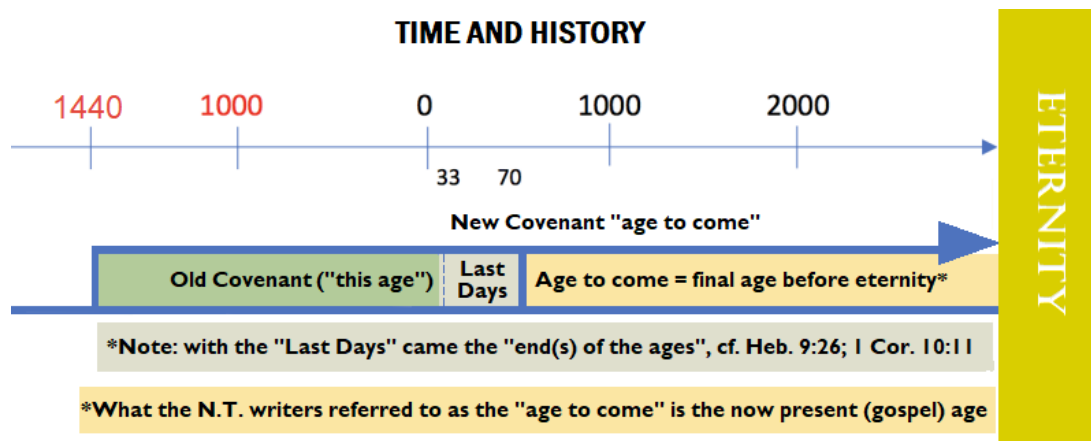 TIME AND HISTORY
1440 1000 0 1000 2000
33 70
New Covenant "age to come"
Old Covenant ("this age")
Last
Days
Age to come = final age before eternity*
*Note: with the "Last Days" came the "end(s) of the ages", cf. Heb. 9:26; 1 Cor. 10:11
*What the N.T. writers referred to as the "age to come" is the now present (gospel) age
ETERNITY